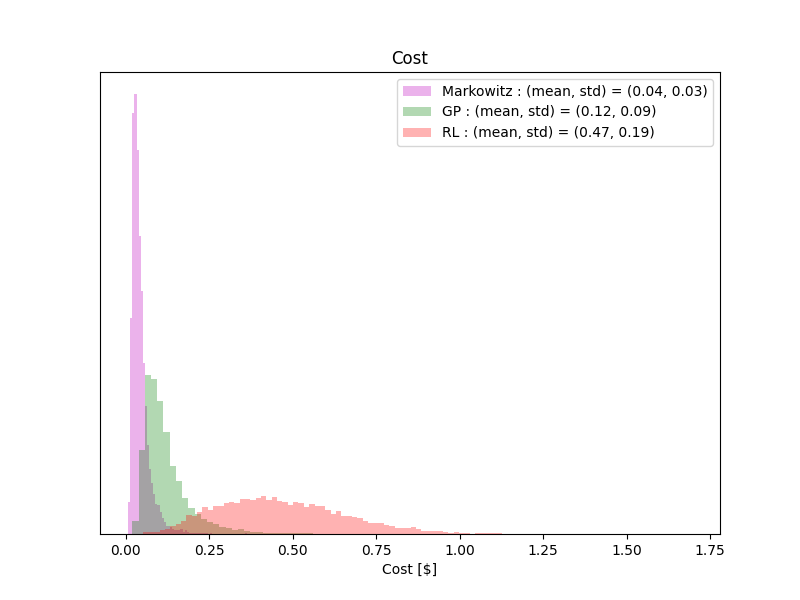 Cost
Markowitz : (mean, std) = (0.04, 0.03)
GP : (mean, std) = (0.12, 0.09)
RL : (mean, std) = (0.47, 0.19)
0.00 0.25 0.50 0.75 1.00 1.25 1.50 1.75
Cost [$]